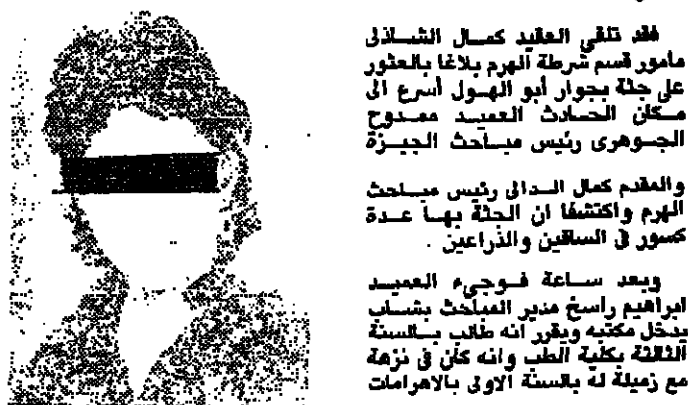 فقد تلقى العقيد كمال الشاذلى
مأمور قسم شرطة الهرم بلاغا بالعثور
على جثة بجوار أبو الهول أسرع الى
مكان الحادث العميد ممدوح
الجوهرى رئيس مباحث الجيزة
والمقدم كمال الدالى رئيس مباحث
الهرم واكتشفا ان الجثة بها عدة
كسور فى الساقين والذراعين .
وبعد ساعة فوجىء العميد
ابراهيم راسخ مدير المباحث بشاب
يدخل مكتبه ويقرر انه طالب بالسنة
الثالثة بكلية الطب وانه كان فى نزهة
مع زميلة له بالسنة الاولى بالاهرامات